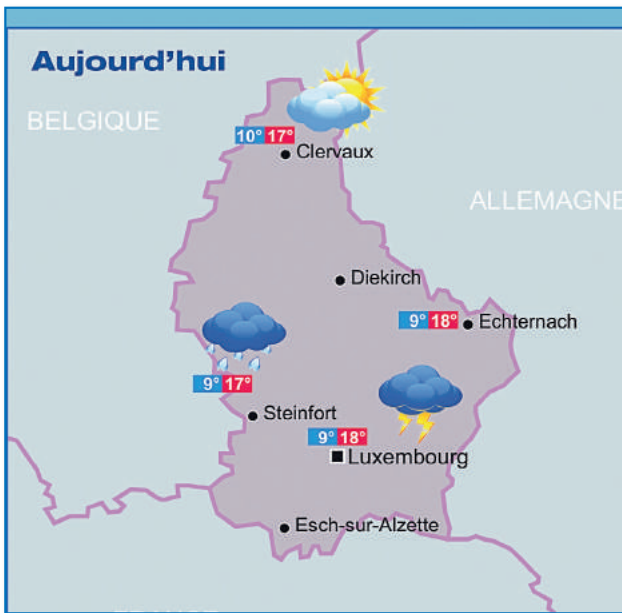 Aujourd'hui
BELGIQUE
10° 17°
Clervaux
ALLEMAGNE
Diekirch
9° 18°
Echternach
9° 17°
Steinfort
9° 18°
Luxembourg
Esch-sur-Alzette
FRANCE